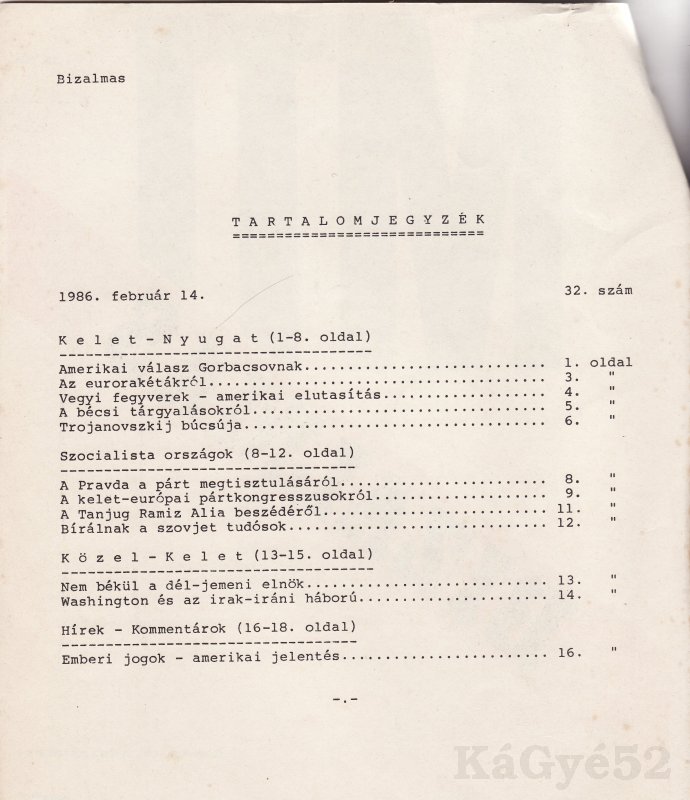 Bizalmas
T A R T A L O M J E G Y Z É K
=============================
1986. február 14. 32. szám
K e l e t - N y u g a t (1-8. oldal)
------------------------------------
Amerikai válasz Gorbacsovnak............................ 1. oldal
Az eurorakétákról....................................... 3. "
Vegyi fegyverek - amerikai elutasítás................... 4. "
A bécsi tárgyalásokról.................................. 5. "
Trojanovszkij búcsúja................................... 6. "
Szocialista országok (8-12. oldal)
----------------------------------
A Pravda a párt megtisztulásáról........................ 8. "
A kelet-európai pártkongresszusokról.................... 9. "
A Tanjug Ramiz Alia beszédéről.......................... 11. "
Bírálnak a szovjet tudósok.............................. 12. "
K ö z e l - K e l e t (13-15. oldal)
------------------------------------
Nem békül a dél-jemeni elnök............................ 13. "
Washington és az irak-iráni háború...................... 14. "
Hírek - Kommentárok (16-18. oldal)
----------------------------------
Emberi jogok - amerikai jelentés........................ 16. "
-.-
KáGyé52